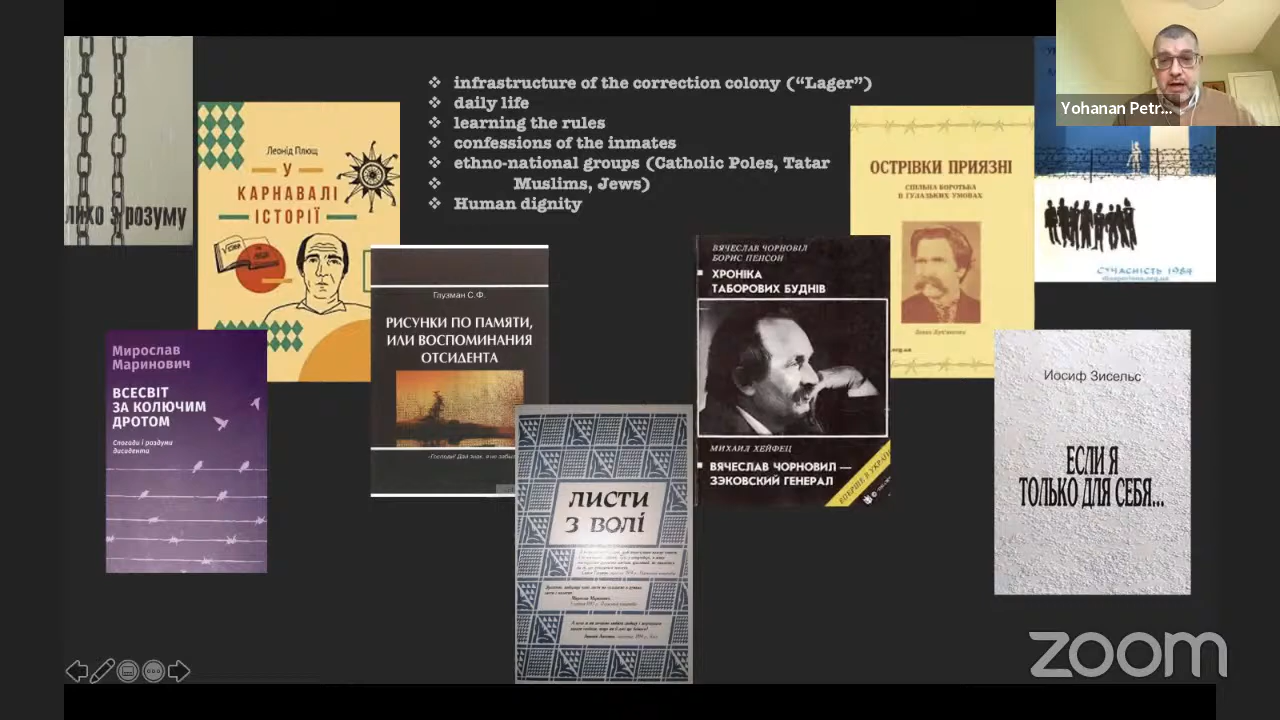 ❖ infrastructure of the correction colony (“Lager”)
❖ daily life
❖ learning the rules
❖ confessions of the inmates
❖ ethno-national groups (Catholic Poles, Tatar
❖ Muslims, Jews)
❖ Human dignity
Yohanan Petr...
лихо з розуму
Леонід Плющ
У
КАРНАВАЛІ
ІСТОРІЇ
Глузман С.Ф.
РИСУНКИ ПО ПАМЯТИ,
ИЛИ ВОСПОМИНАНИЯ
ОТСИДЕНТА
Мирослав
Маринович
ВСЕСВІТ
ЗА КОЛЮЧИМ
ДРОТОМ
Спогади і роздуми
дисидента
ЛИСТИ
З ВОЛІ
ВЯЧЕСЛАВ ЧОРНОВІЛ
БОРИС ПЕНСОН
ХРОНІКА
ТАБОРОВИХ БУДНІВ
МИХАИЛ ХЕЙФЕЦ
ВЯЧЕСЛАВ ЧОРНОВИЛ —
ЗЭКОВСКИЙ ГЕНЕРАЛ
ВПЕРШЕ В УКРАЇ
ОСТРІВКИ ПРИЯЗНІ
СПІЛЬНА БОРОТЬБА
В ГУЛАЗЬКИХ УМОВАХ
СУЧАСНІСТЬ 1984
Иосиф Зисельс
ЕСЛИ Я
ТОЛЬКО ДЛЯ СЕБЯ...
zoom